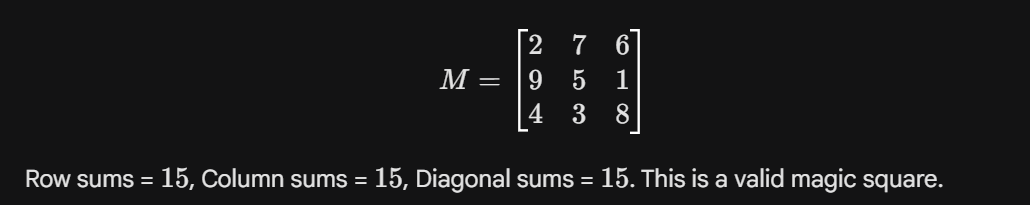 M = [2 7 6
9 5 1
4 3 8]
Row sums = 15, Column sums = 15, Diagonal sums = 15. This is a valid magic square.